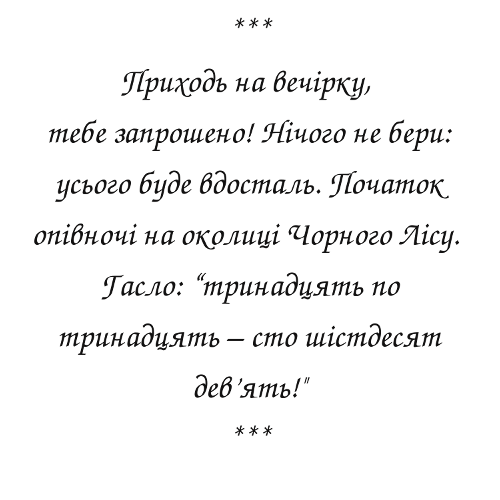 ***
Приходь на вечірку,
тебе запрошено! Нічого не бери:
усього буде вдосталь. Початок
опівночі на околиці Чорного Лісу.
Гасло: “тринадцять по
тринадцять – сто шістдесят
дев'ять!"
***